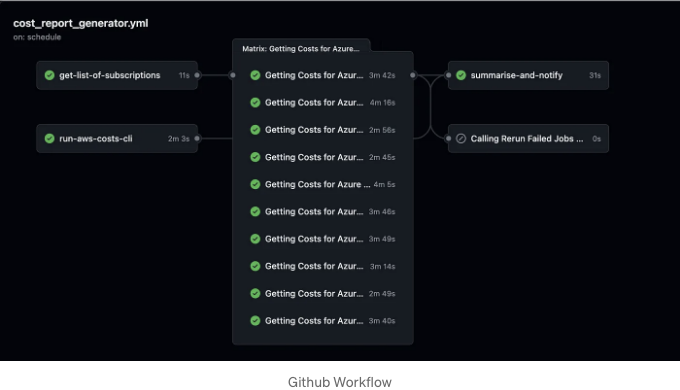 cost_report_generator.yml
on: schedule
Matrix: Getting Costs for Azure...
get-list-of-subscriptions 11s
run-aws-costs-cli 2m 3s
Getting Costs for Azur... 3m 42s
Getting Costs for Azur... 4m 16s
Getting Costs for Azur... 2m 56s
Getting Costs for Azur... 2m 45s
Getting Costs for Azure ... 4m 5s
Getting Costs for Azur... 3m 46s
Getting Costs for Azur... 3m 49s
Getting Costs for Azur... 3m 14s
Getting Costs for Azur... 2m 49s
Getting Costs for Azur... 3m 40s
summarise-and-notify 31s
Calling Rerun Failed Jobs ... 0s
Github Workflow